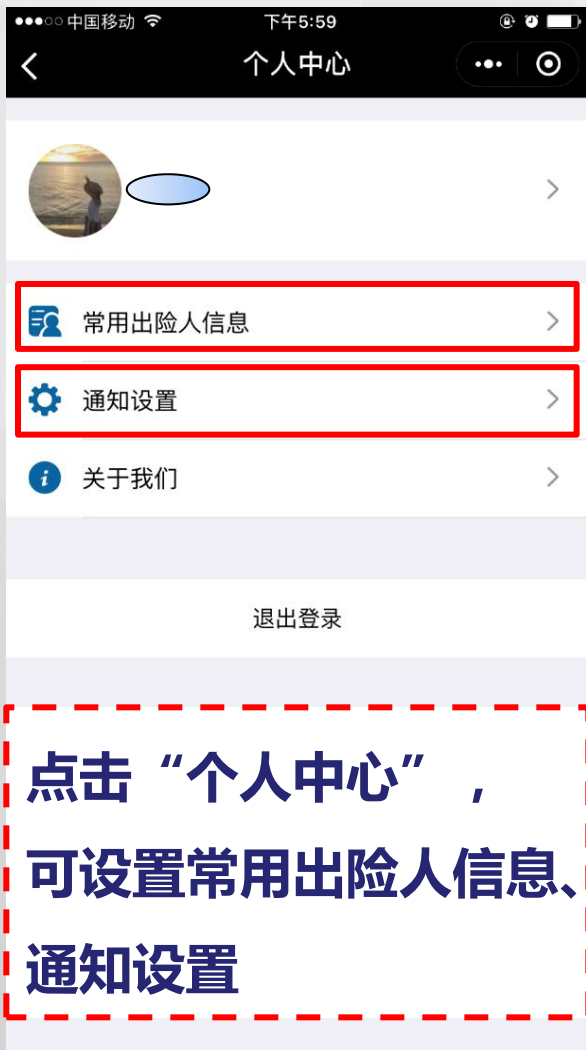 中国移动 下午5:59
个人中心
常用出险人信息
通知设置
关于我们
退出登录
点击“个人中心”，
可设置常用出险人信息、
通知设置